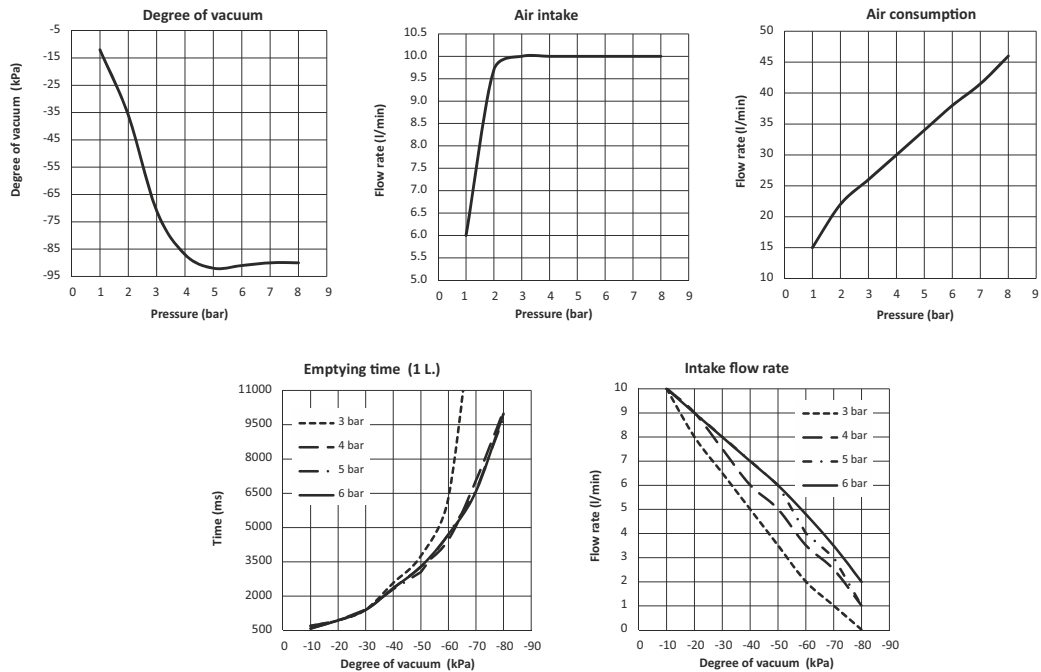 Degree of vacuum
Degree of vacuum (kPa)
-5
-15
-25
-35
-45
-55
-65
-75
-85
-95
0 1 2 3 4 5 6 7 8 9
Pressure (bar)
Air intake
Flow rate (l/min)
10.5
10.0
9.5
9.0
8.5
8.0
7.5
7.0
6.5
6.0
5.5
5.0
0 1 2 3 4 5 6 7 8 9
Pressure (bar)
Air consumption
Flow rate (l/min)
50
45
40
35
30
25
20
15
10
0 1 2 3 4 5 6 7 8 9
Pressure (bar)
Emptying time (1 L.)
Time (ms)
11000
9500
8000
6500
5000
3500
2000
500
3 bar
4 bar
5 bar
6 bar
0 -10 -20 -30 -40 -50 -60 -70 -80 -90
Degree of vacuum (kPa)
Intake flow rate
Flow rate (l/min)
10
9
8
7
6
5
4
3
2
1
0
3 bar
4 bar
5 bar
6 bar
0 -10 -20 -30 -40 -50 -60 -70 -80 -90
Degree of vacuum (kPa)